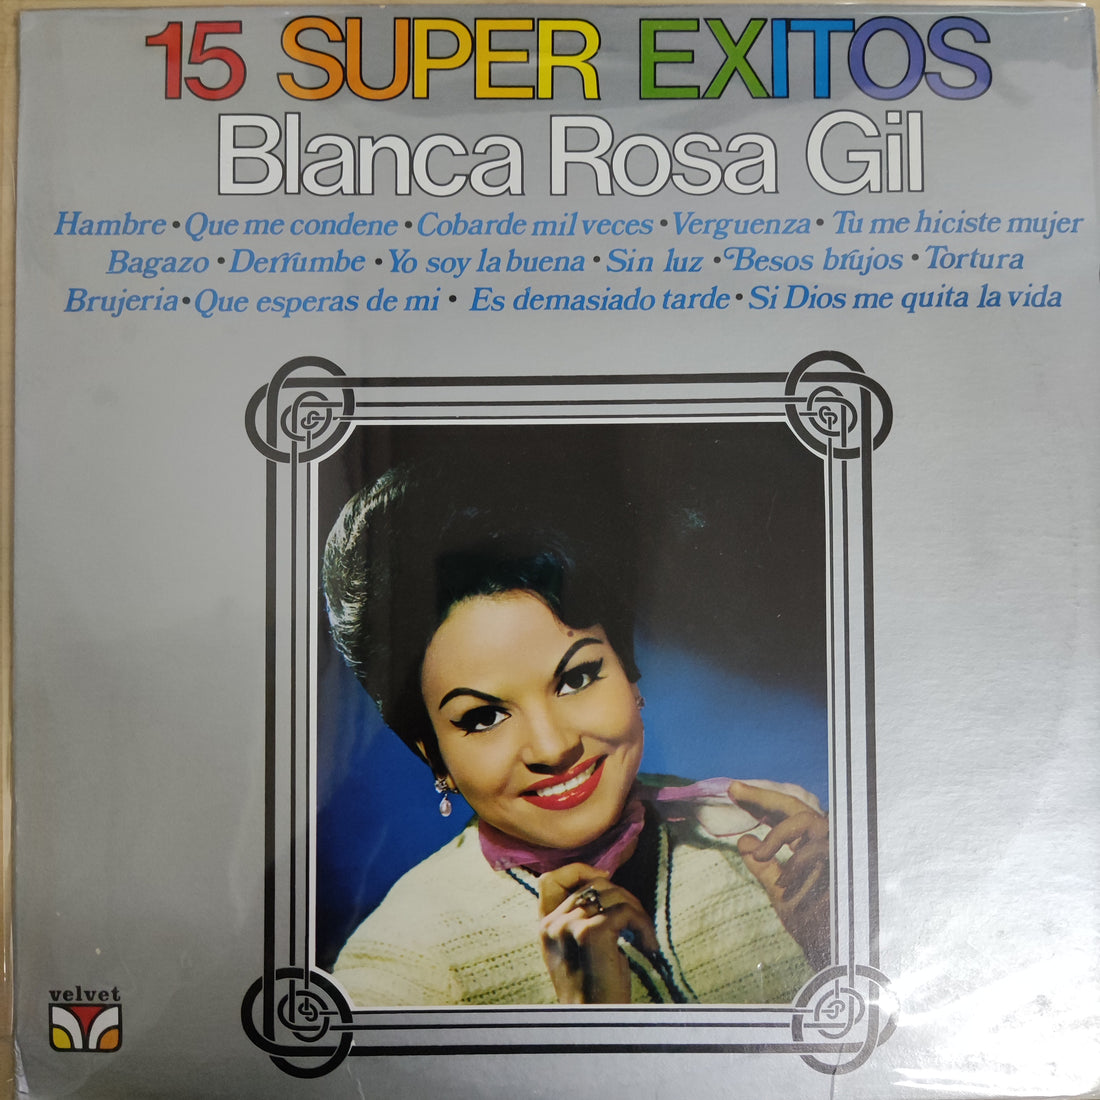 15 SUPER EXITOS
Blanca Rosa Gil
Hambre • Que me condene • Cobarde mil veces • Verguenza • Tu me hiciste mujer
Bagazo • Derrumbe • Yo soy la buena • Sin luz • Besos brujos • Tortura
Brujeria • Que esperas de mi • Es demasiado tarde • Si Dios me quita la vida
velvet